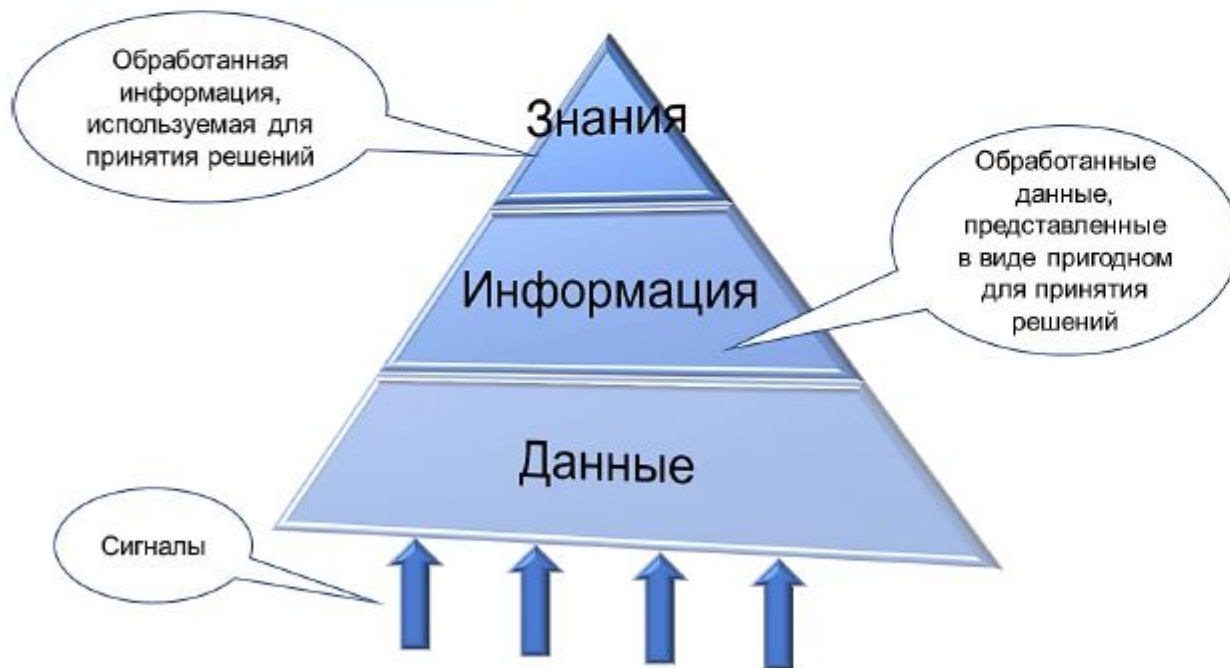 Обработанная
информация,
используемая для
принятия решений
Знания
Обработанные
данные,
представленные
в виде пригодном
для принятия
решений
Информация
Данные
Сигналы